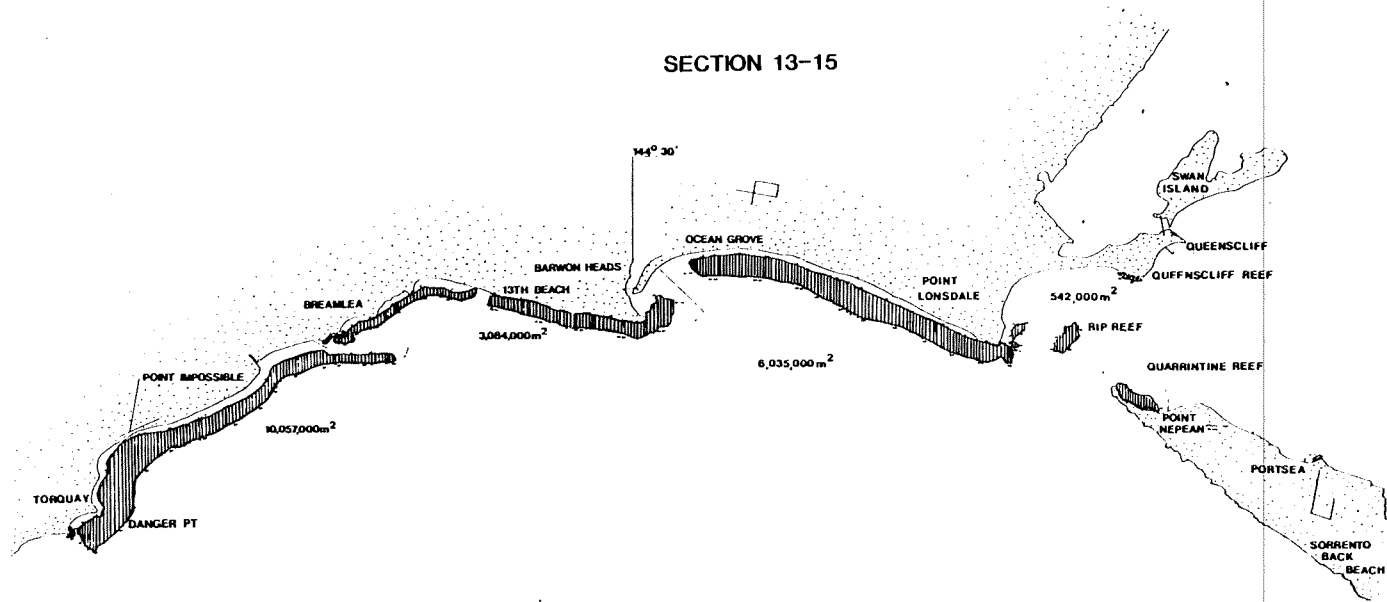 SECTION 13-15
144° 30'
SWAN
ISLAND
OCEAN GROVE
QUEENSCLIFF
BARWON HEADS
QUEENSCLIFF REEF
POINT
LONSDALE
13TH BEACH
BREAMLEA
542,000m²
RIP REEF
3,084,000m²
6,035,000m²
QUARRINTINE REEF
POINT IMPOSSIBLE
POINT
NEPEAN
10,057,000m²
PORTSEA
TORQUAY
DANGER PT
SORRENTO
BACK
BEACH